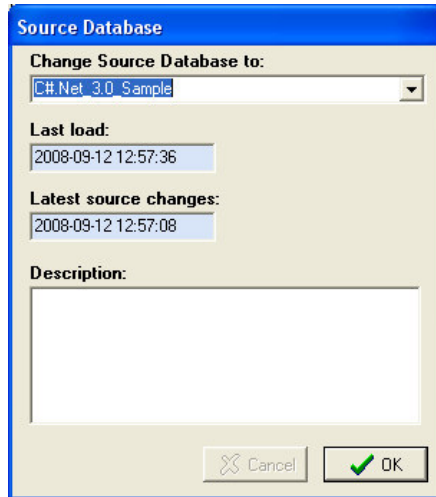 Source Database
Change Source Database to:
C#.Net_3.0_Sample
Last load:
2008-09-12 12:57:36
Latest source changes:
2008-09-12 12:57:08
Description:
Cancel
OK